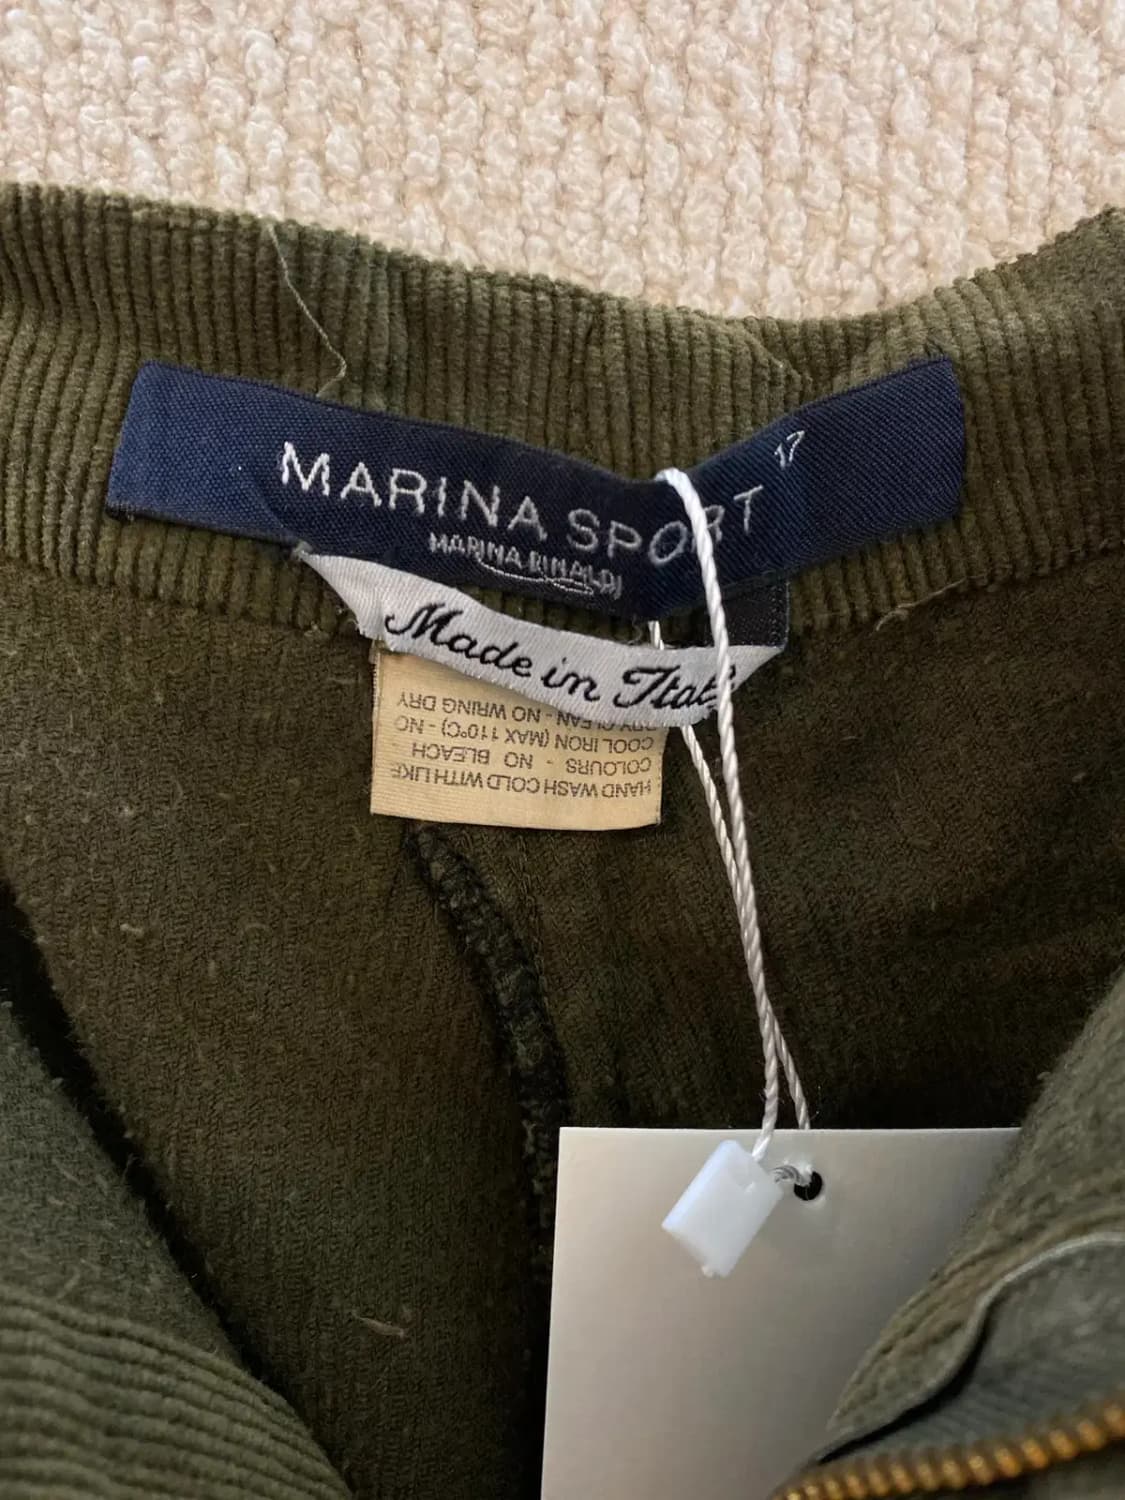 MARINA SPORT 17
MARINA RINALDI
Made in Italy
HAND WASH COLD WITH LIKE
COLOURS - NO BLEACH -
COOL IRON (MAX 110°C) - NO
DRY CLEAN - NO WRING DRY